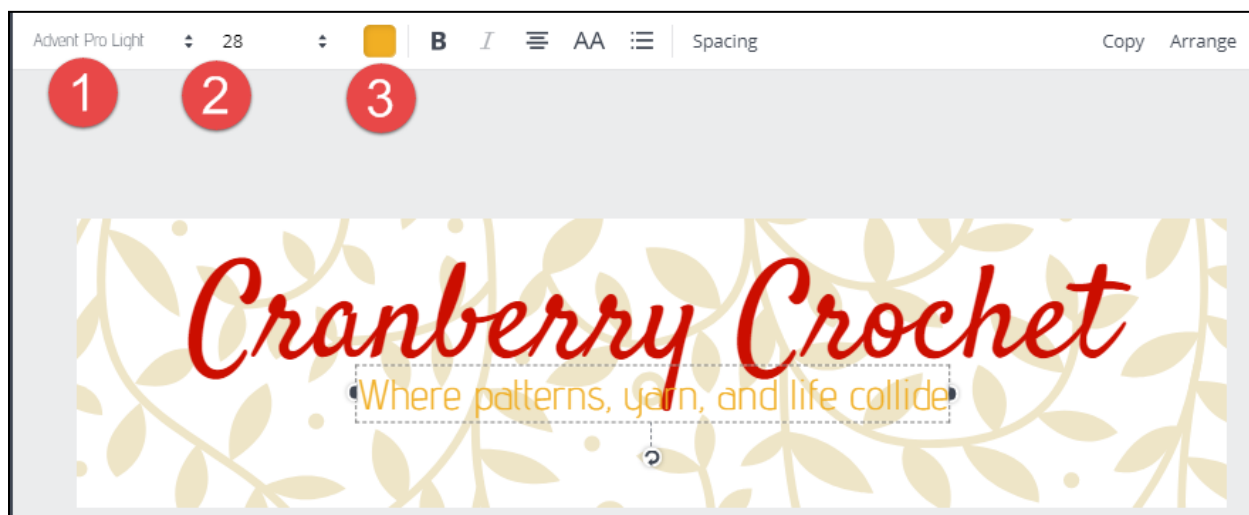 Advent Pro Light 28 B I AA Spacing Copy Arrange
1 2 3
Cranberry Crochet
Where patterns, yarn, and life collide